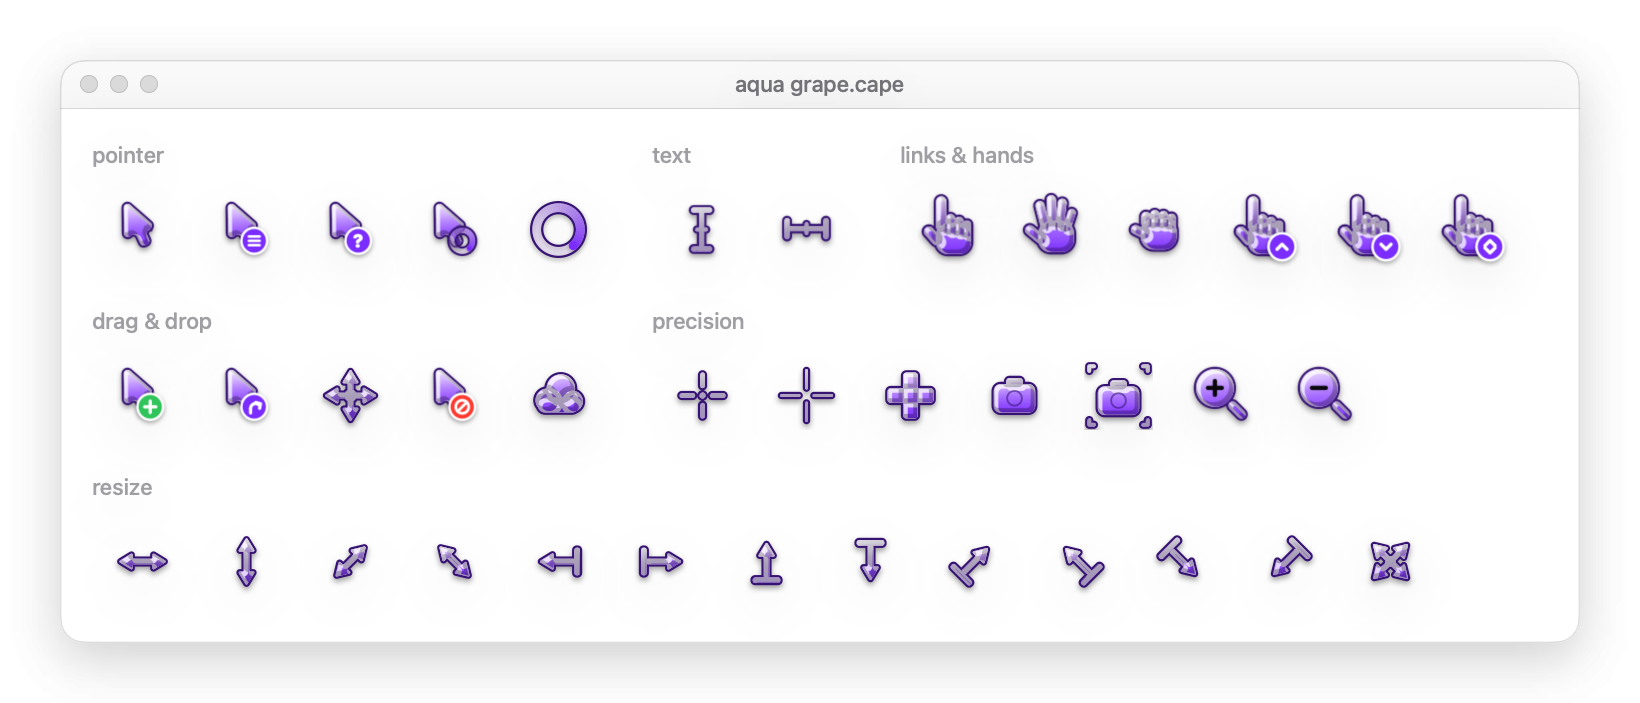 aqua grape.cape
pointer
text
links & hands
drag & drop
precision
resize